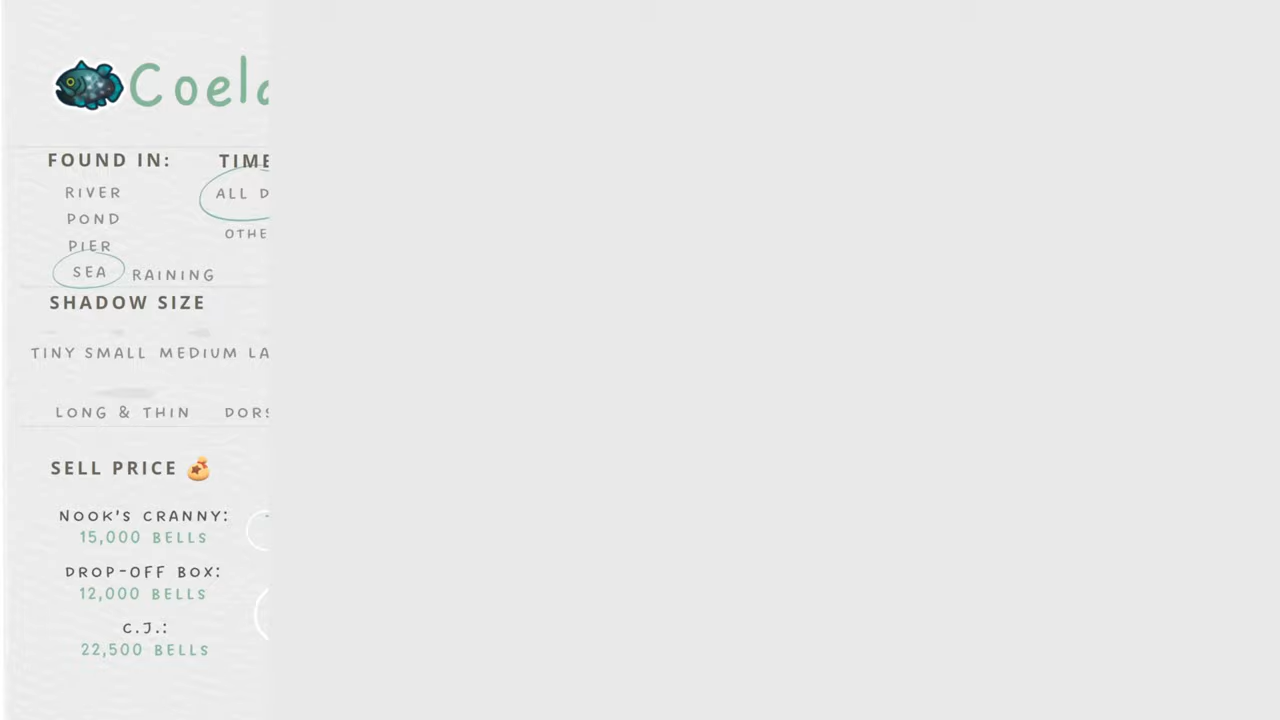 Coela
FOUND IN:
TIME
RIVER
ALL D
POND
OTHE
PIER
SEA
RAINING
SHADOW SIZE
TINY SMALL MEDIUM LA
LONG & THIN
DORS
SELL PRICE
NOOK'S CRANNY:
15,000 BELLS
DROP-OFF BOX:
12,000 BELLS
C.J.:
22,500 BELLS